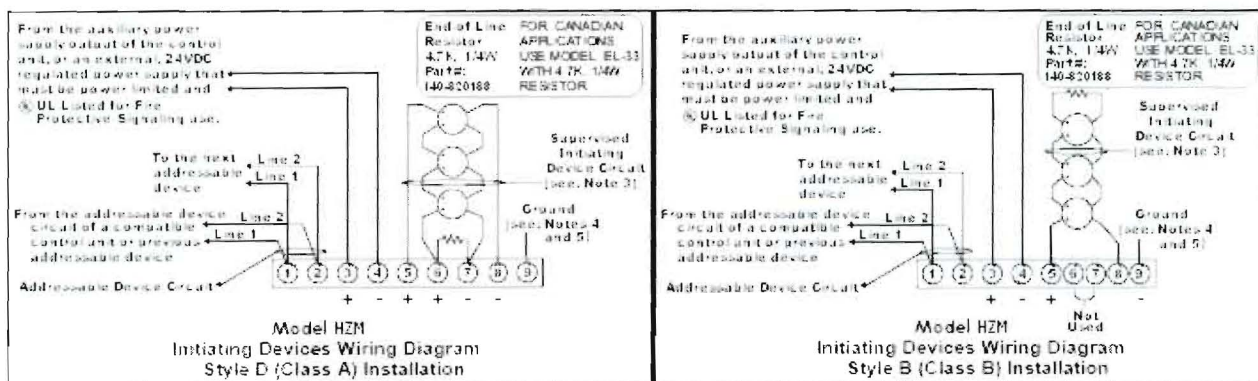 From the auxiliary power
supply output of the control
unit, or an external, 24VDC
regulated power supply that
must be power limited and
UL Listed for Fire
Protective Signaling use.
End of Line
Resistor
4.7K, 1/4W
Part#:
140-820188
FOR CANADIAN
APPLICATIONS
USE MODEL EL-33
WITH 4.7K, 1/4W
RESISTOR
Supervised
Initiating
Device Circuit
(see. Note 3)
To the next
addressable
device
Line 2
Line 1
From the addressable device
circuit of a compatible
control unit or previous
addressable device
Line 2
Line 1
Ground
(see. Notes 4
and 5)
1 2 3 4 5 6 7 8 9
+ - + + - -
Addressable Device Circuit
Model HZM
Initiating Devices Wiring Diagram
Style D (Class A) Installation
From the auxiliary power
supply output of the control
unit, or an external, 24VDC
regulated power supply that
must be power limited and
UL Listed for Fire
Protective Signaling use.
End of Line
Resistor
4.7K, 1/4W
Part#:
140-820188
FOR CANADIAN
APPLICATIONS
USE MODEL EL-33
WITH 4.7K, 1/4W
RESISTOR
Supervised
Initiating
Device Circuit
(see. Note 3)
To the next
addressable
device
Line 2
Line 1
From the addressable device
circuit of a compatible
control unit or previous
addressable device
Line 2
Line 1
Ground
(see. Notes 4
and 5)
1 2 3 4 5 6 7 8 9
+ - + -
Addressable Device Circuit
Not
Used
Model HZM
Initiating Devices Wiring Diagram
Style B (Class B) Installation